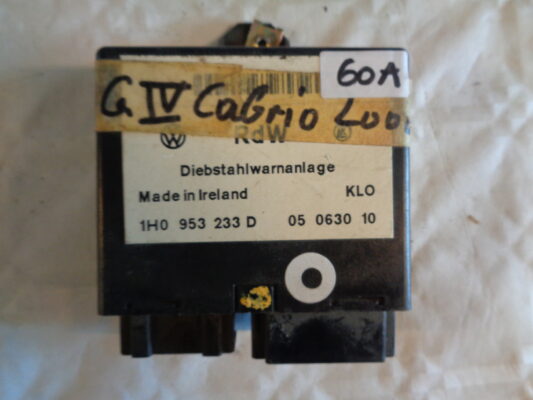 60A
G IV Cabrio
RdW
Diebstahlwarnanlage
Made in Ireland KLO
1H0 953 233 D 05 0630 10